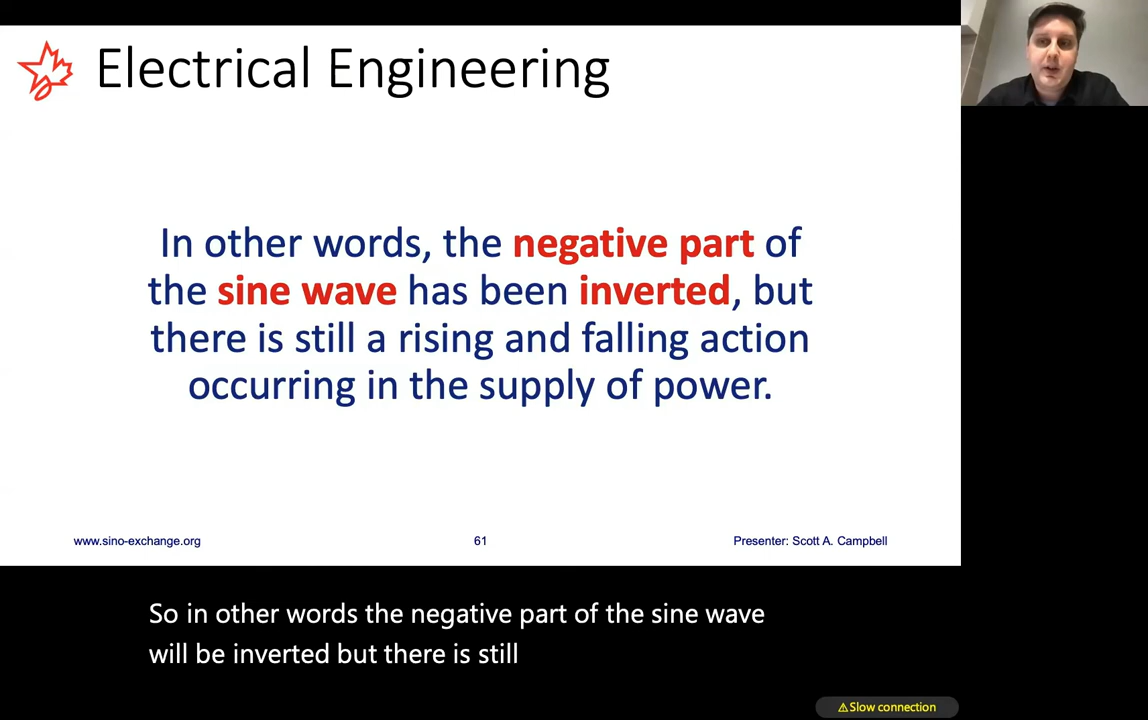 Electrical Engineering
In other words, the negative part of
the sine wave has been inverted, but
there is still a rising and falling action
occurring in the supply of power.
www.sino-exchange.org
61
Presenter: Scott A. Campbell
So in other words the negative part of the sine wave
will be inverted but there is still
⚠Slow connection